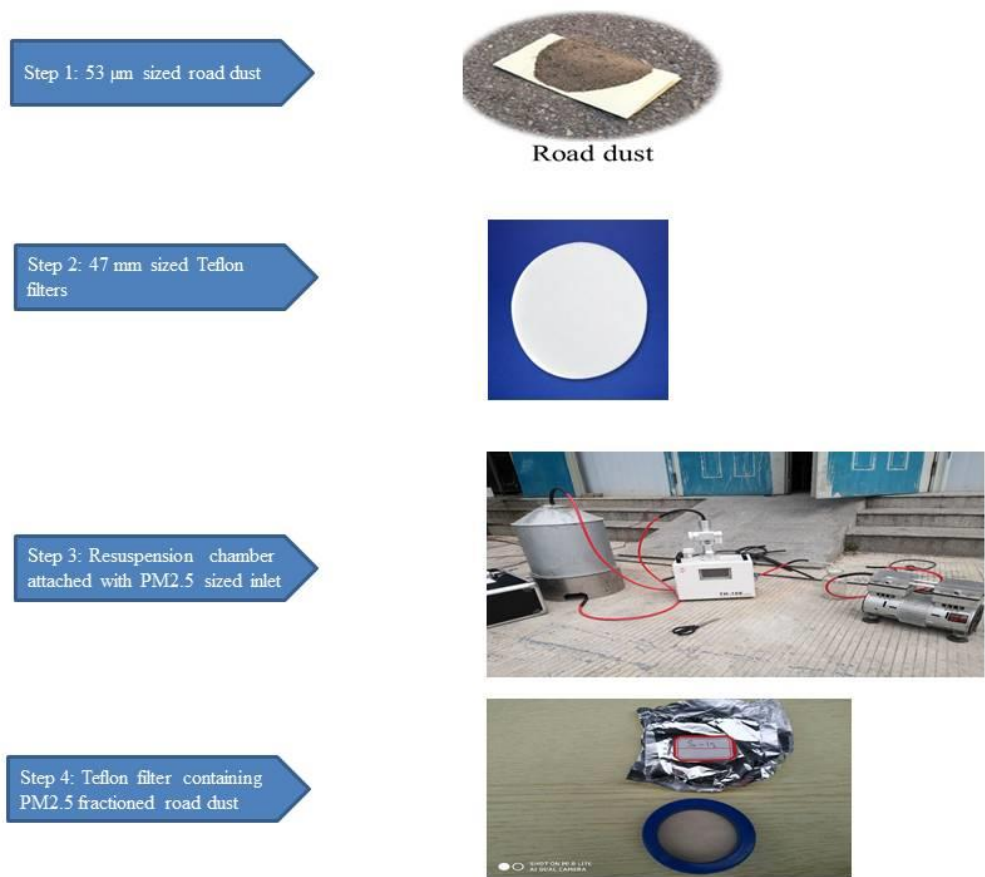 Step 1: 53 μm sized road dust
Road dust
Step 2: 47 mm sized Teflon
filters
Step 3: Resuspension chamber
attached with PM2.5 sized inlet
Step 4: Teflon filter containing
PM2.5 fractioned road dust
SHOT ON MI 8 LITE
AI DUAL CAMERA